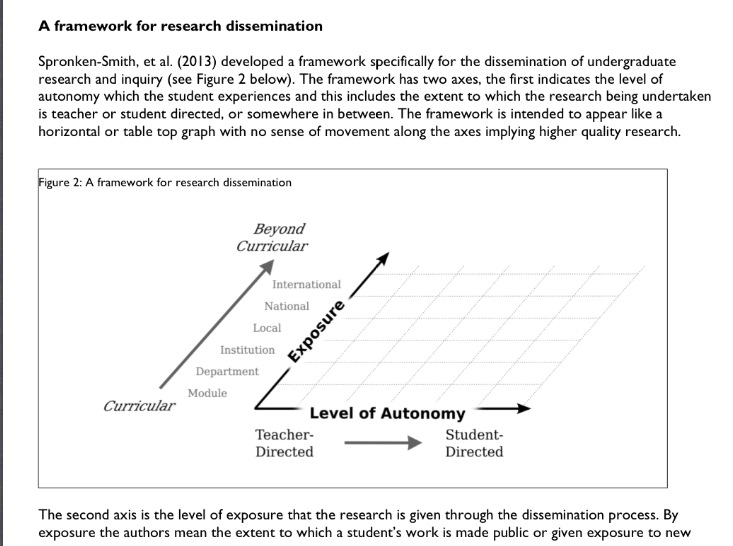 A framework for research dissemination
Spronken-Smith, et al. (2013) developed a framework specifically for the dissemination of undergraduate
research and inquiry (see Figure 2 below). The framework has two axes, the first indicates the level of
autonomy which the student experiences and this includes the extent to which the research being undertaken
is teacher or student directed, or somewhere in between. The framework is intended to appear like a
horizontal or table top graph with no sense of movement along the axes implying higher quality research.
Figure 2: A framework for research dissemination
Beyond
Curricular
International
National
Local
Institution
Department
Module
Exposure
Curricular
Level of Autonomy
Teacher-
Directed
Student-
Directed
The second axis is the level of exposure that the research is given through the dissemination process. By
exposure the authors mean the extent to which a student’s work is made public or given exposure to new